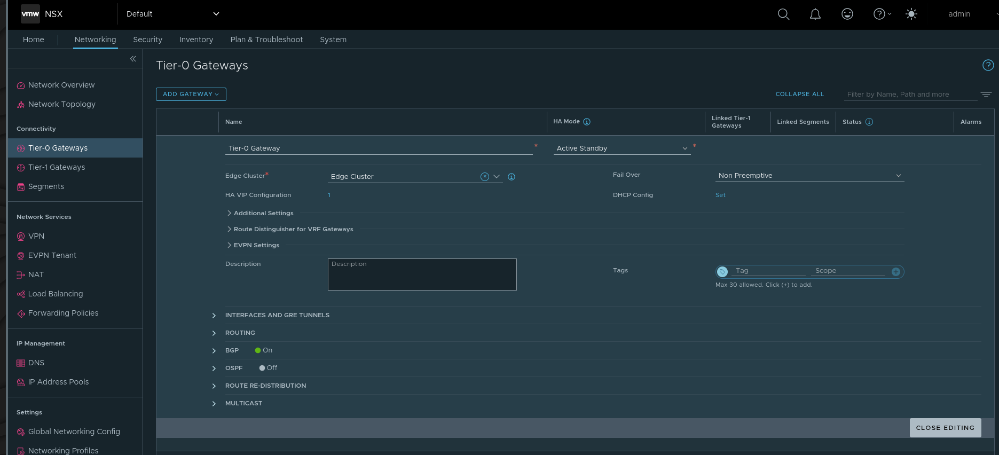 vmw NSX Default admin
Home Networking Security Inventory Plan & Troubleshoot System
Network Overview
Network Topology
Connectivity
Tier-0 Gateways
Tier-1 Gateways
Segments
Network Services
VPN
EVPN Tenant
NAT
Load Balancing
Forwarding Policies
IP Management
DNS
IP Address Pools
Settings
Global Networking Config
Networking Profiles
Tier-0 Gateways
ADD GATEWAY COLLAPSE ALL Filter by Name, Path and more
Name HA Mode Linked Tier-1 Gateways Linked Segments Status Alarms
Tier-0 Gateway * Active Standby *
Edge Cluster* Edge Cluster Fail Over Non Preemptive
HA VIP Configuration 1 DHCP Config Set
Additional Settings
Route Distinguisher for VRF Gateways
EVPN Settings
Description Description Tags Tag Scope
Max 30 allowed. Click (+) to add.
INTERFACES AND GRE TUNNELS
ROUTING
BGP On
OSPF Off
ROUTE RE-DISTRIBUTION
MULTICAST
CLOSE EDITING